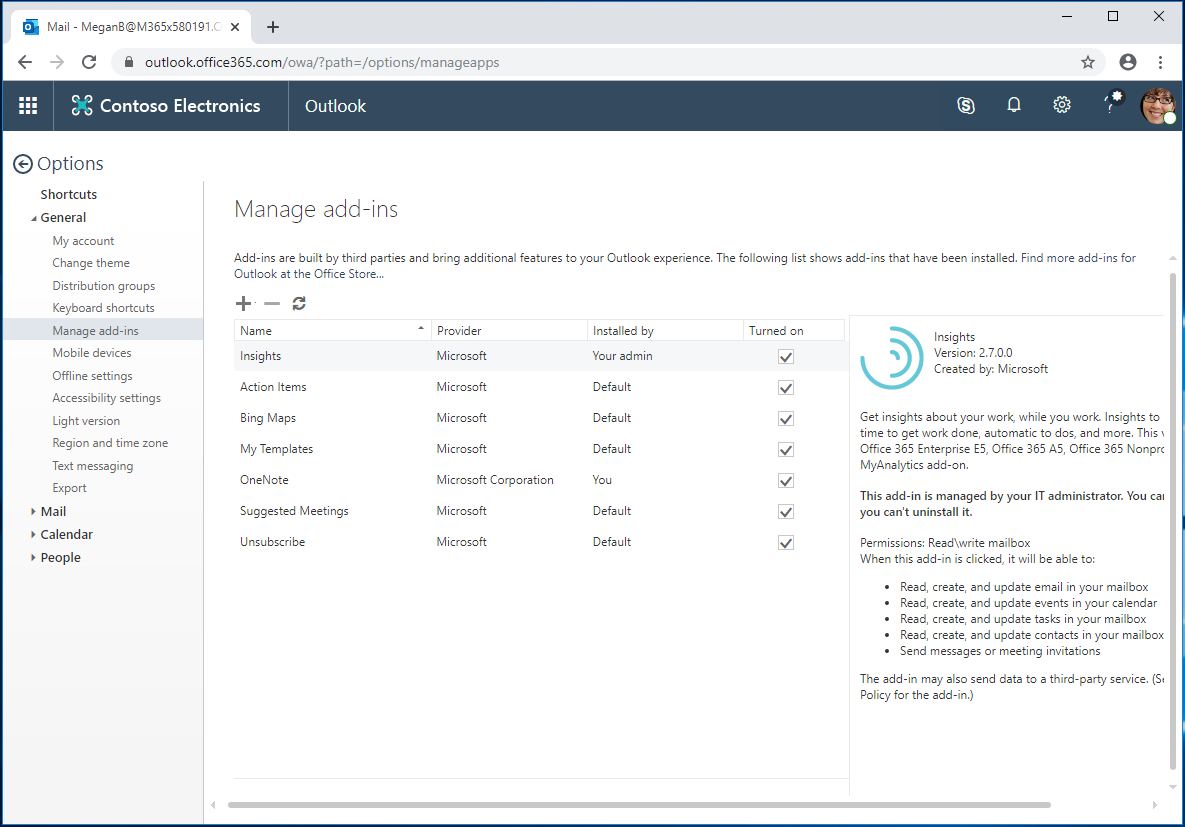 Mail - MeganB@M365x580191.
outlook.office365.com/owa/?path=/options/manageapps
Contoso Electronics
Outlook
Options
Shortcuts
General
My account
Change theme
Distribution groups
Keyboard shortcuts
Manage add-ins
Mobile devices
Offline settings
Accessibility settings
Light version
Region and time zone
Text messaging
Export
Mail
Calendar
People
Manage add-ins
Add-ins are built by third parties and bring additional features to your Outlook experience. The following list shows add-ins that have been installed. Find more add-ins for
Outlook at the Office Store...
Name Provider Installed by Turned on
Insights Microsoft Your admin
Action Items Microsoft Default
Bing Maps Microsoft Default
My Templates Microsoft Default
OneNote Microsoft Corporation You
Suggested Meetings Microsoft Default
Unsubscribe Microsoft Default
Insights
Version: 2.7.0.0
Created by: Microsoft
Get insights about your work, while you work. Insights to
time to get work done, automatic to dos, and more. This
Office 365 Enterprise E5, Office 365 A5, Office 365 Nonpro
MyAnalytics add-on.
This add-in is managed by your IT administrator. You can
you can't uninstall it.
Permissions: Read\write mailbox
When this add-in is clicked, it will be able to:
• Read, create, and update email in your mailbox
• Read, create, and update events in your calendar
• Read, create, and update tasks in your mailbox
• Read, create, and update contacts in your mailbox
• Send messages or meeting invitations
The add-in may also send data to a third-party service. (Se
Policy for the add-in.)